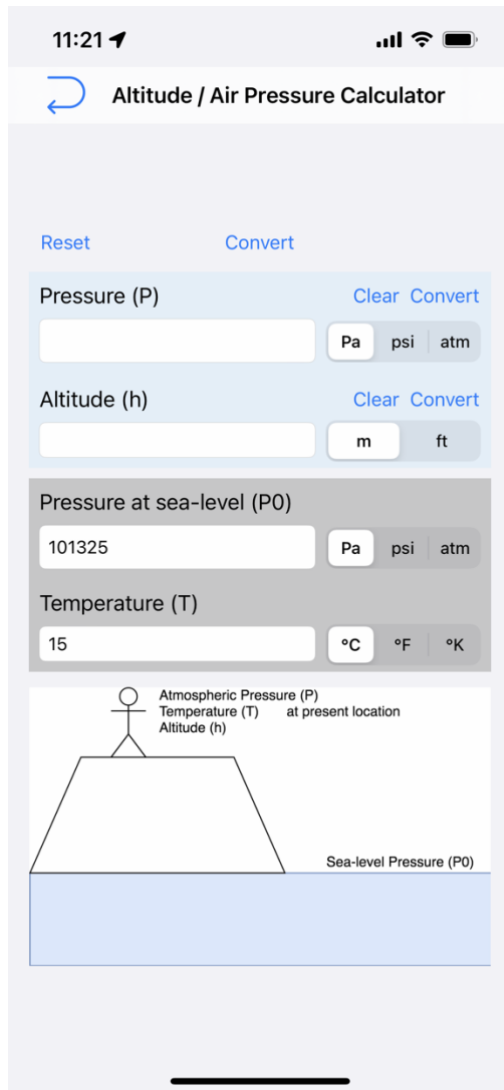 11:21
Altitude / Air Pressure Calculator
Reset Convert
Pressure (P) Clear Convert
Pa psi atm
Altitude (h) Clear Convert
m ft
Pressure at sea-level (P0)
101325 Pa psi atm
Temperature (T)
15 °C °F °K
Atmospheric Pressure (P)
Temperature (T) at present location
Altitude (h)
Sea-level Pressure (P0)